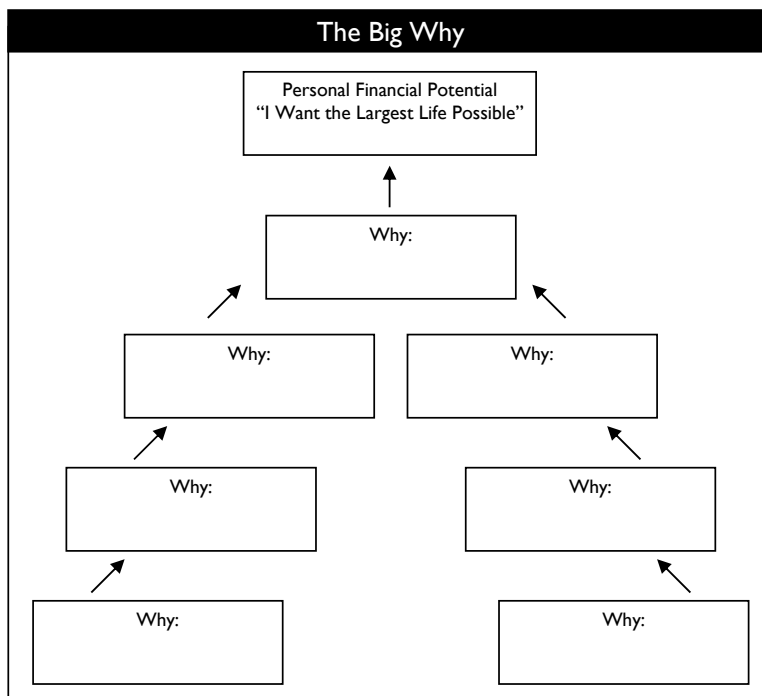 The Big Why
Personal Financial Potential
“I Want the Largest Life Possible”
Why:
Why:
Why:
Why:
Why:
Why:
Why: